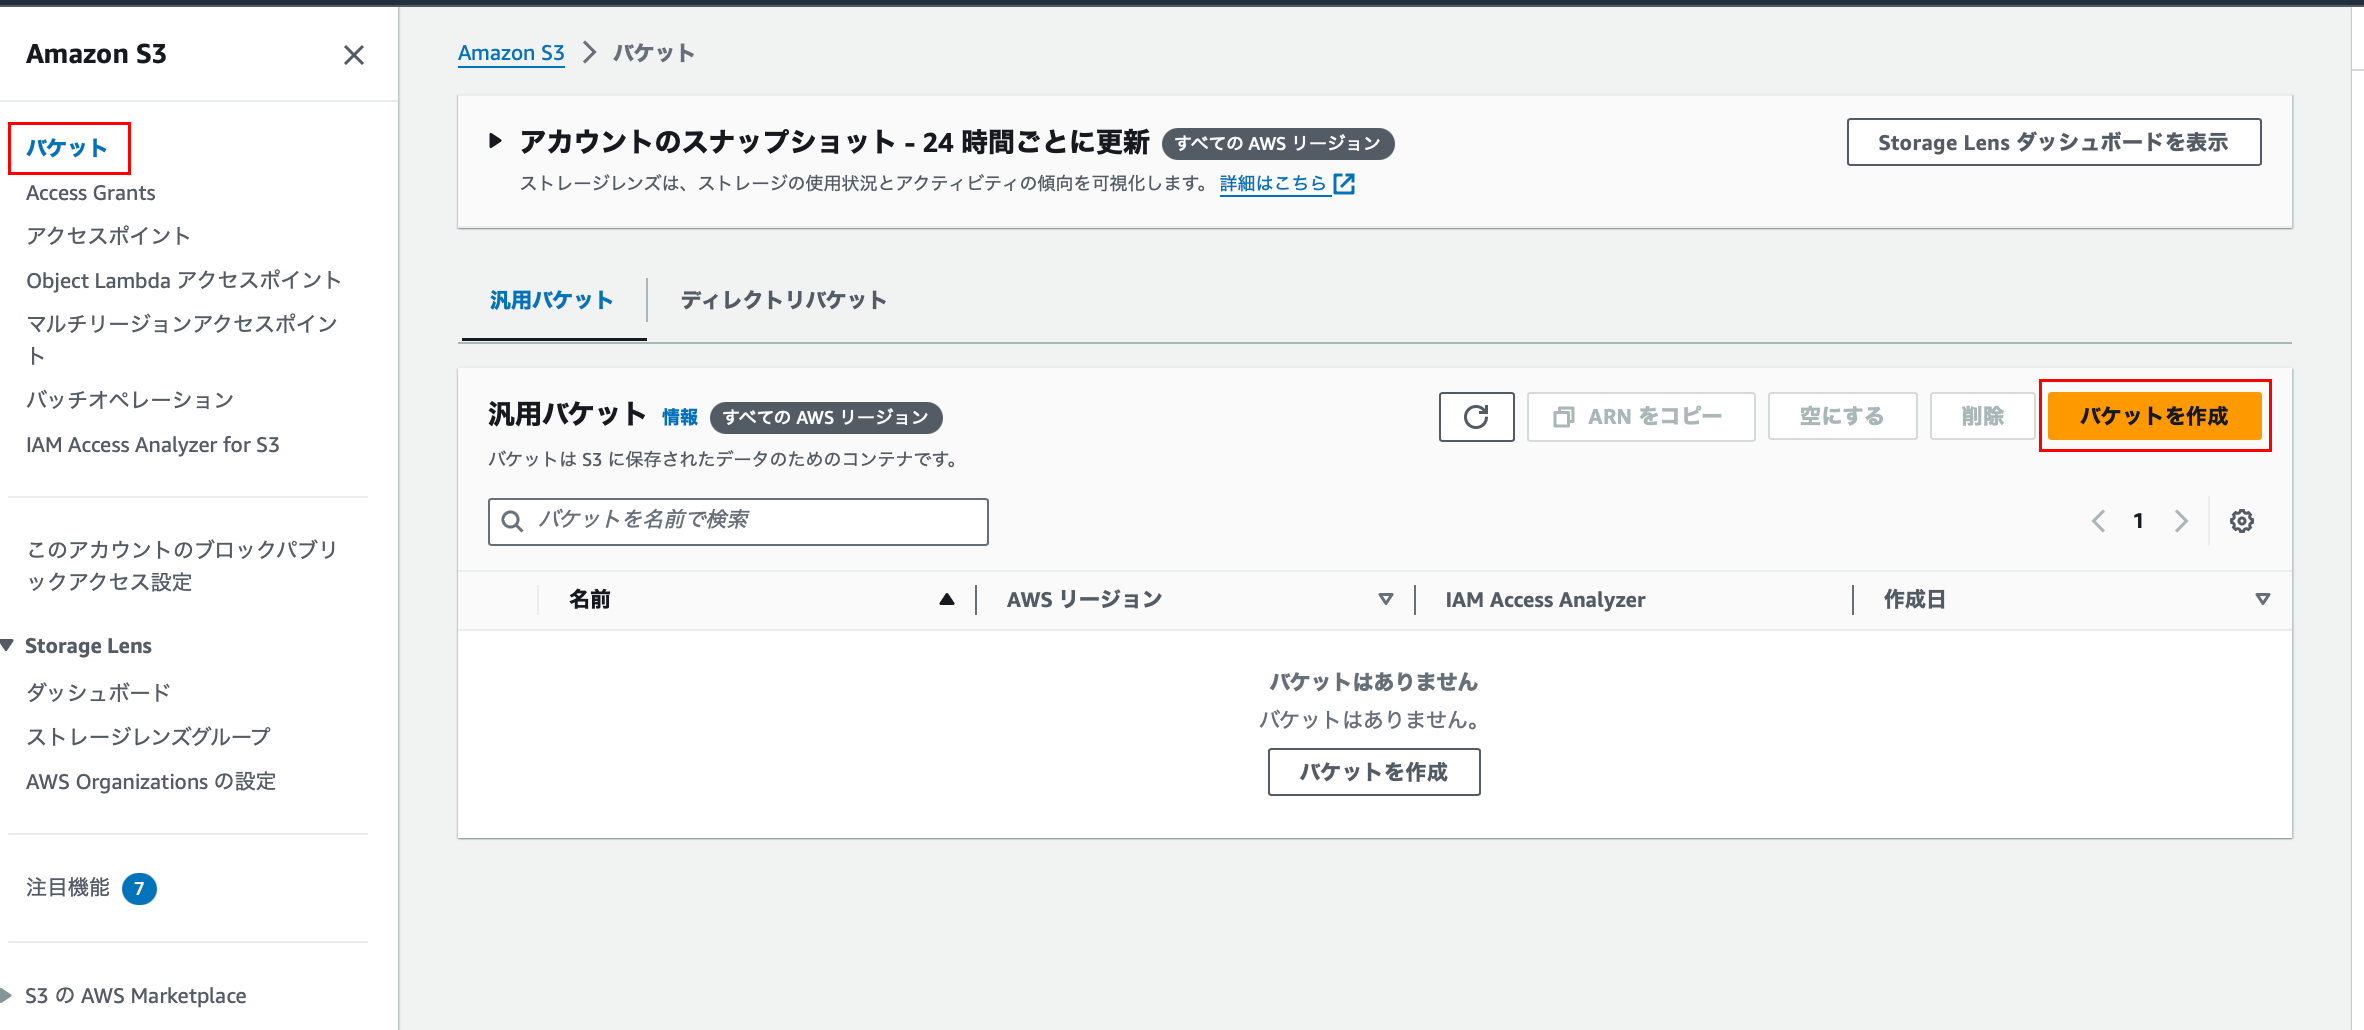 Amazon S3
バケット
Access Grants
アクセスポイント
Object Lambda アクセスポイント
マルチリージョンアクセスポイン
ト
バッチオペレーション
IAM Access Analyzer for S3
このアカウントのブロックパブリ
ックアクセス設定
Storage Lens
ダッシュボード
ストレージレンズグループ
AWS Organizations の設定
注目機能 7
S3 の AWS Marketplace
Amazon S3 バケット
アカウントのスナップショット - 24 時間ごとに更新 すべての AWS リージョン
ストレージレンズは、ストレージの使用状況とアクティビティの傾向を可視化します。 詳細はこちら
Storage Lens ダッシュボードを表示
汎用バケット ディレクトリバケット
汎用バケット 情報 すべての AWS リージョン
ARN をコピー 空にする 削除 バケットを作成
バケットは S3 に保存されたデータのためのコンテナです。
バケットを名前で検索
1
名前 AWS リージョン IAM Access Analyzer 作成日
バケットはありません
バケットはありません。
バケットを作成